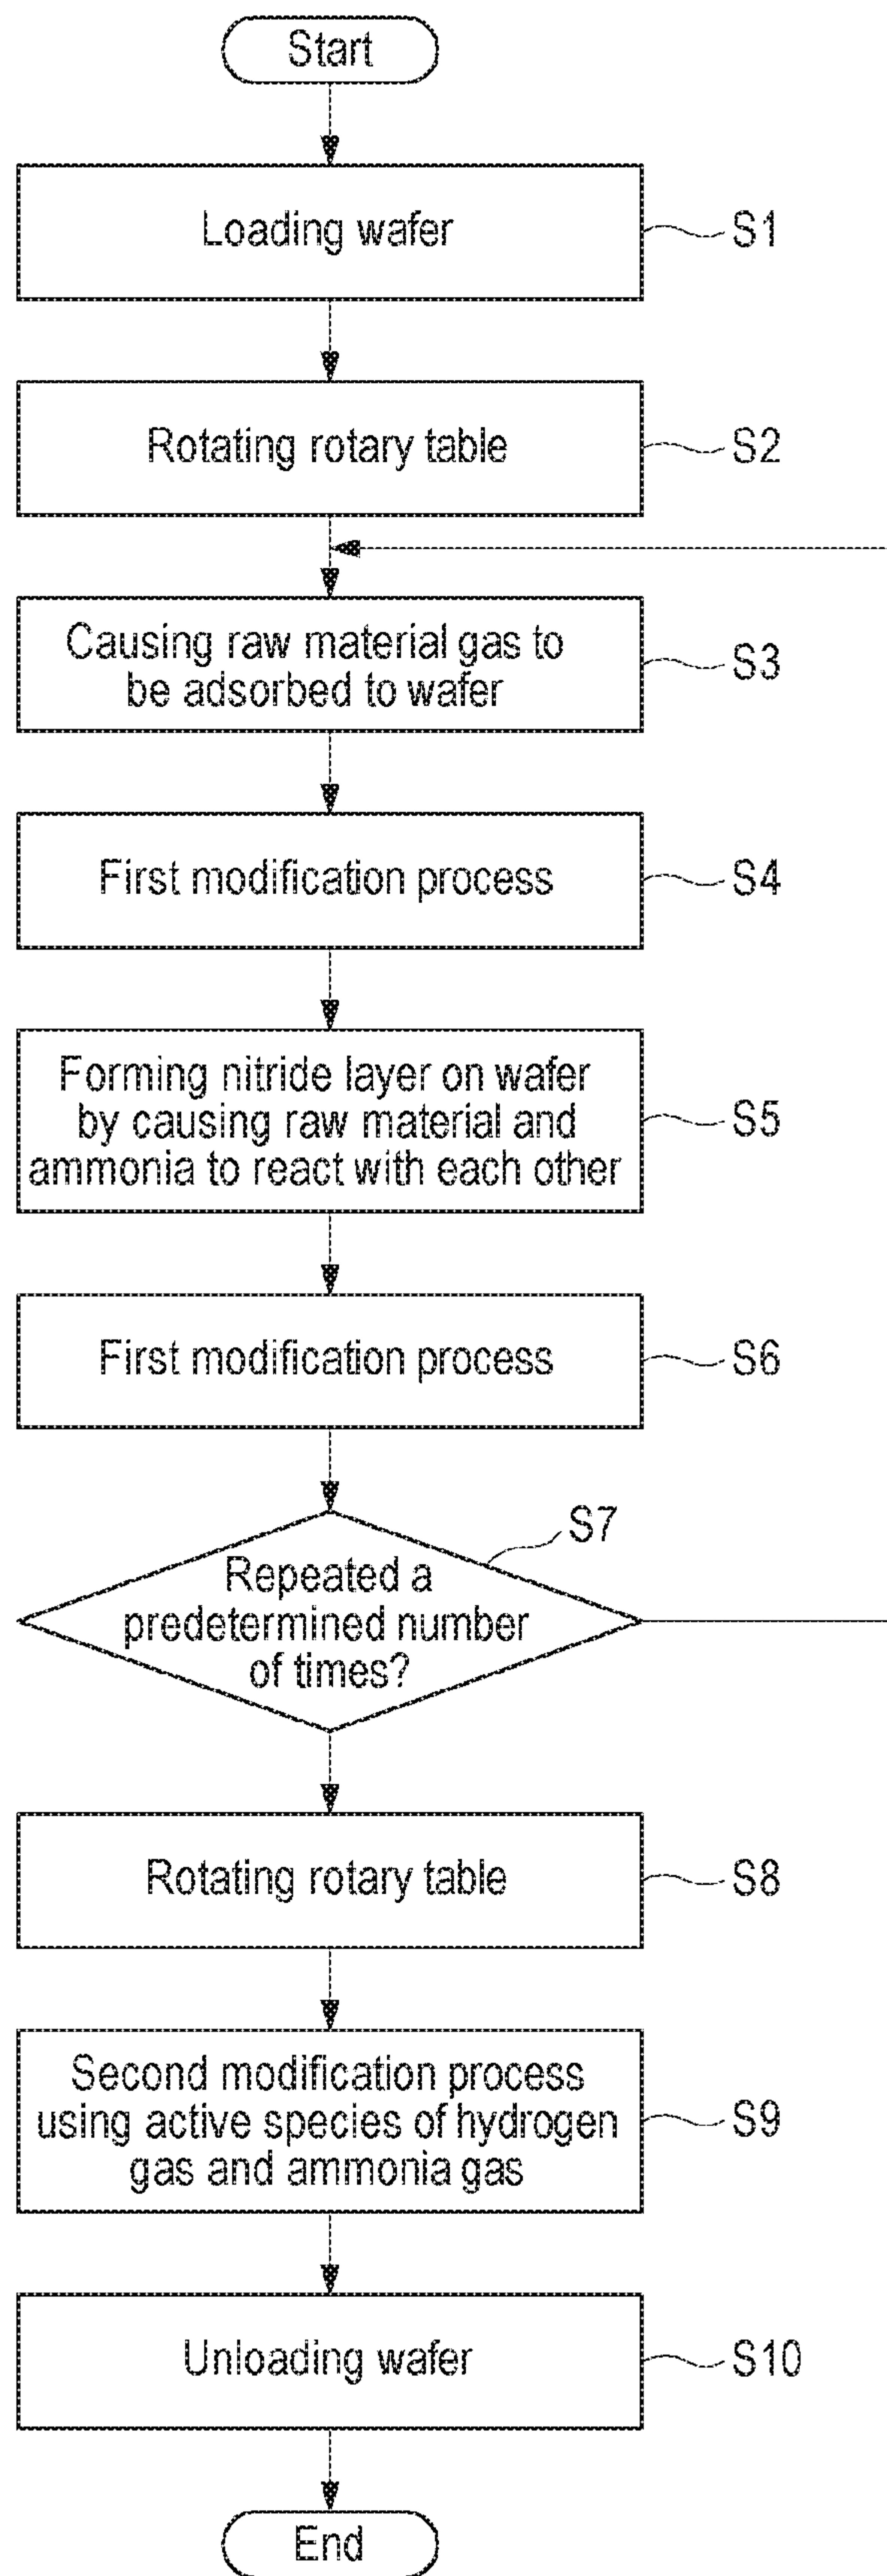 Start
Loading wafer
S1
Rotating rotary table
S2
Causing raw material gas to
be adsorbed to wafer
S3
First modification process
S4
Forming nitride layer on wafer
by causing raw material and
ammonia to react with each other
S5
First modification process
S6
S7
Repeated a
predetermined number
of times?
Rotating rotary table
S8
Second modification process
using active species of hydrogen
gas and ammonia gas
S9
Unloading wafer
S10
End